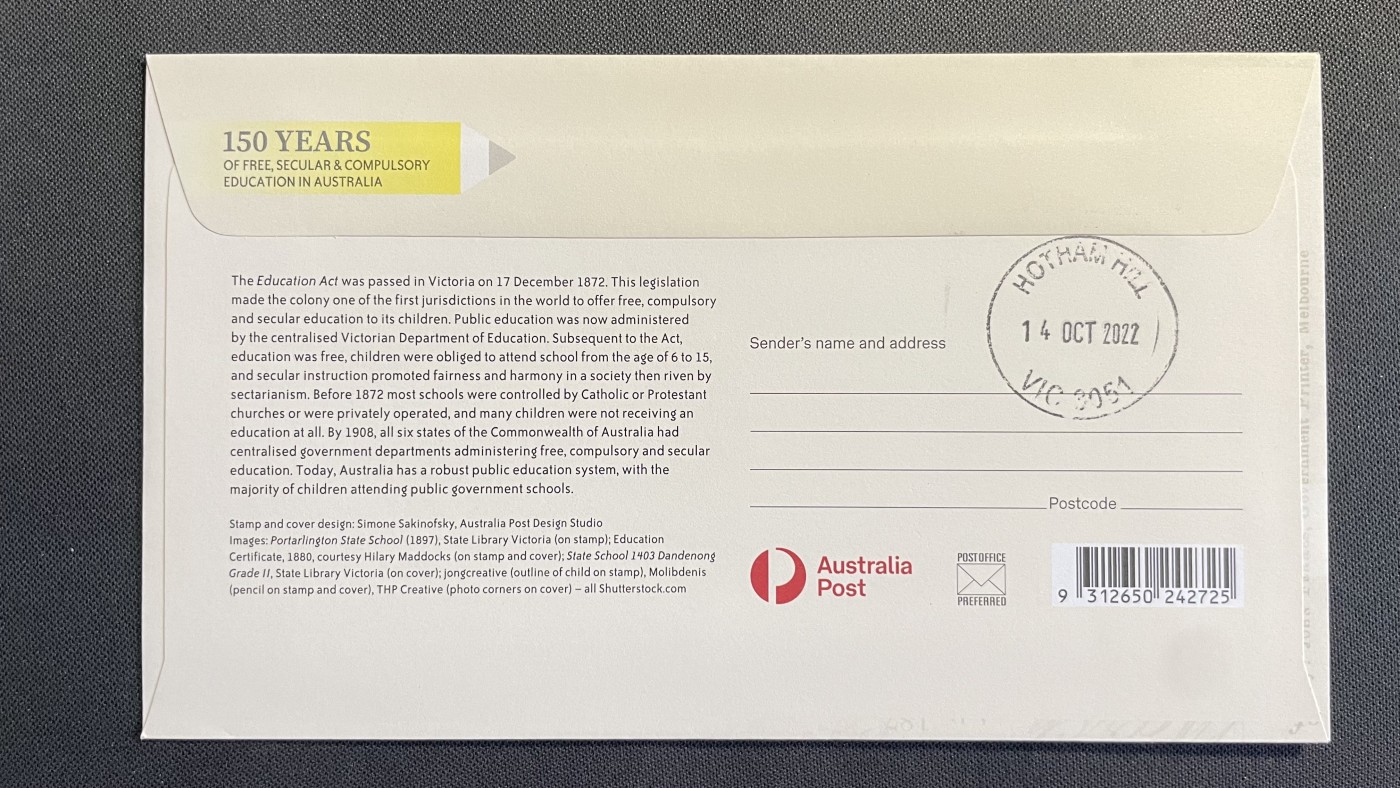 150 YEARS
OF FREE, SECULAR & COMPULSORY
EDUCATION IN AUSTRALIA
The Education Act was passed in Victoria on 17 December 1872. This legislation
made the colony one of the first jurisdictions in the world to offer free, compulsory
and secular education to its children. Public education was now administered
by the centralised Victorian Department of Education. Subsequent to the Act,
education was free, children were obliged to attend school from the age of 6 to 15,
and secular instruction promoted fairness and harmony in a society then riven by
sectarianism. Before 1872 most schools were controlled by Catholic or Protestant
churches or were privately operated, and many children were not receiving an
education at all. By 1908, all six states of the Commonwealth of Australia had
centralised government departments administering free, compulsory and secular
education. Today, Australia has a robust public education system, with the
majority of children attending public government schools.
Stamp and cover design: Simone Sakinofsky, Australia Post Design Studio
Images: Portarlington State School (1897), State Library Victoria (on stamp); Education
Certificate, 1880, courtesy Hilary Maddocks (on stamp and cover); State School 1403 Dandenong
Grade II, State Library Victoria (on cover); jongcreative (outline of child on stamp), Molibdenis
(pencil on stamp and cover), THP Creative (photo corners on cover) – all Shutterstock.com
HOTHAM HILL
14 OCT 2022
VIC 3051
Sender's name and address
Postcode
Australia
Post
POST OFFICE
PREFERRED
9 312650 242725
Government Printer, Melbourne